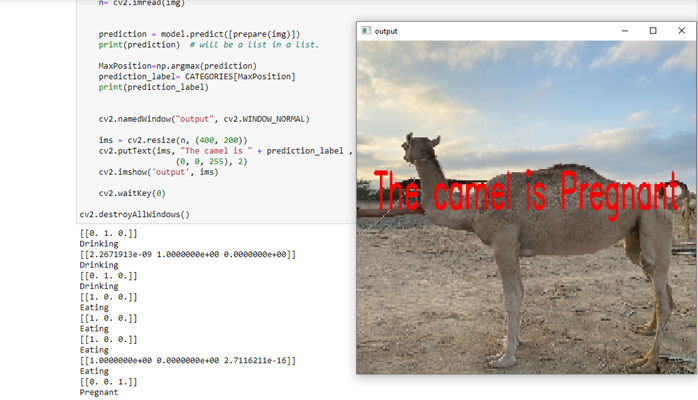 n= cv2.imread(img)
prediction = model.predict([prepare(img)])
print(prediction)  # will be a list in a list.
MaxPosition=np.argmax(prediction)
prediction_label= CATEGORIES[MaxPosition]
print(prediction_label)
cv2.namedWindow("output", cv2.WINDOW_NORMAL)
ims = cv2.resize(n, (400, 200))
cv2.putText(ims, "The camel is " + prediction_label ,
(0, 0, 255), 2)
cv2.imshow('output', ims)
cv2.waitKey(0)
cv2.destroyAllWindows()
[[0. 1. 0.]]
Drinking
[[2.2671913e-09 1.0000000e+00 0.0000000e+00]]
Drinking
[[0. 1. 0.]]
Drinking
[[1. 0. 0.]]
Eating
[[1. 0. 0.]]
Eating
[[1. 0. 0.]]
Eating
[[1.0000000e+00 0.0000000e+00 2.7116211e-16]]
Eating
[[0. 0. 1.]]
Pregnant
output
The camel is Pregnant